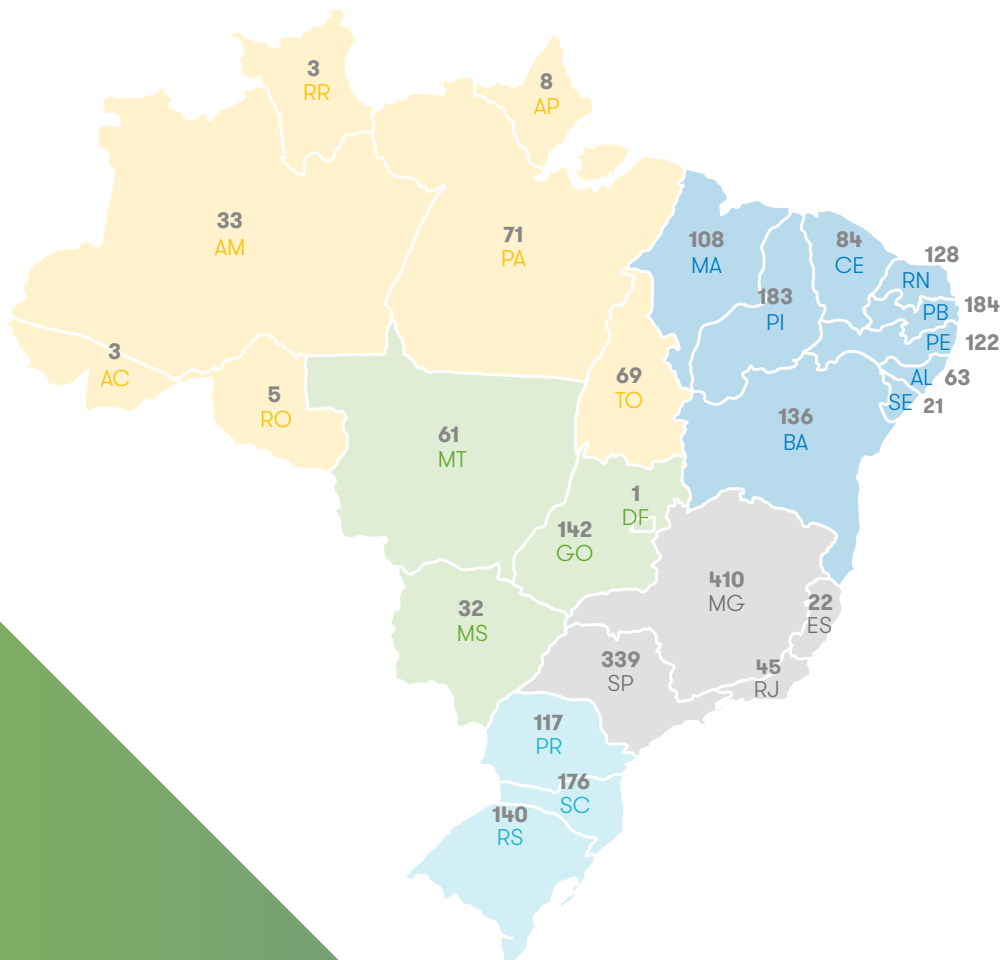 3
RR
8
AP
33
AM
71
PA
108
MA
84
CE
128
RN
183
PI
184
PB
122
PE
3
AC
5
RO
69
TO
63
AL
21
SE
136
BA
61
MT
1
DF
142
GO
410
MG
22
ES
32
MS
339
SP
45
RJ
117
PR
176
SC
140
RS